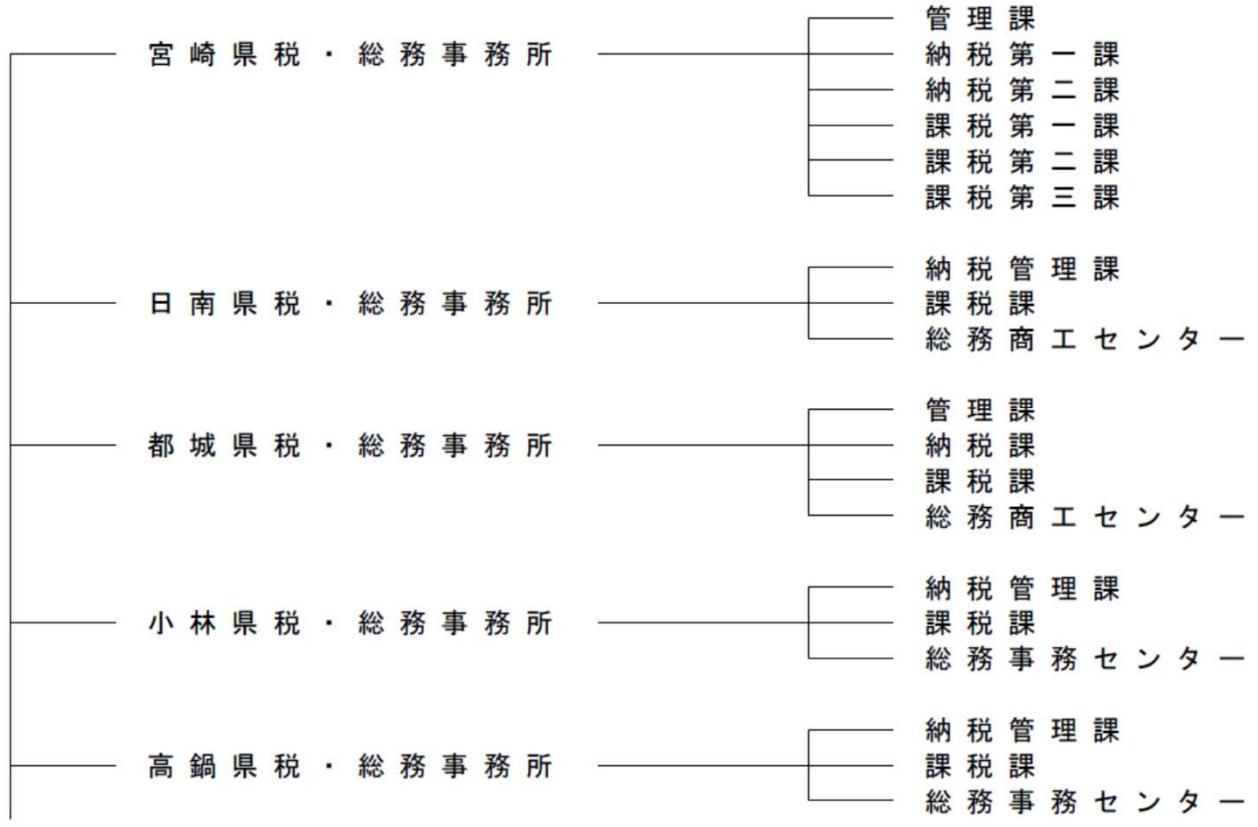 宮崎県税・総務事務所
管理課
納税第一課
納税第二課
課税第一課
課税第二課
課税第三課
日南県税・総務事務所
納税管理課
課税課
総務商工センター
都城県税・総務事務所
管理課
納税課
課税課
総務商工センター
小林県税・総務事務所
納税管理課
課税課
総務事務センター
高鍋県税・総務事務所
納税管理課
課税課
総務事務センター